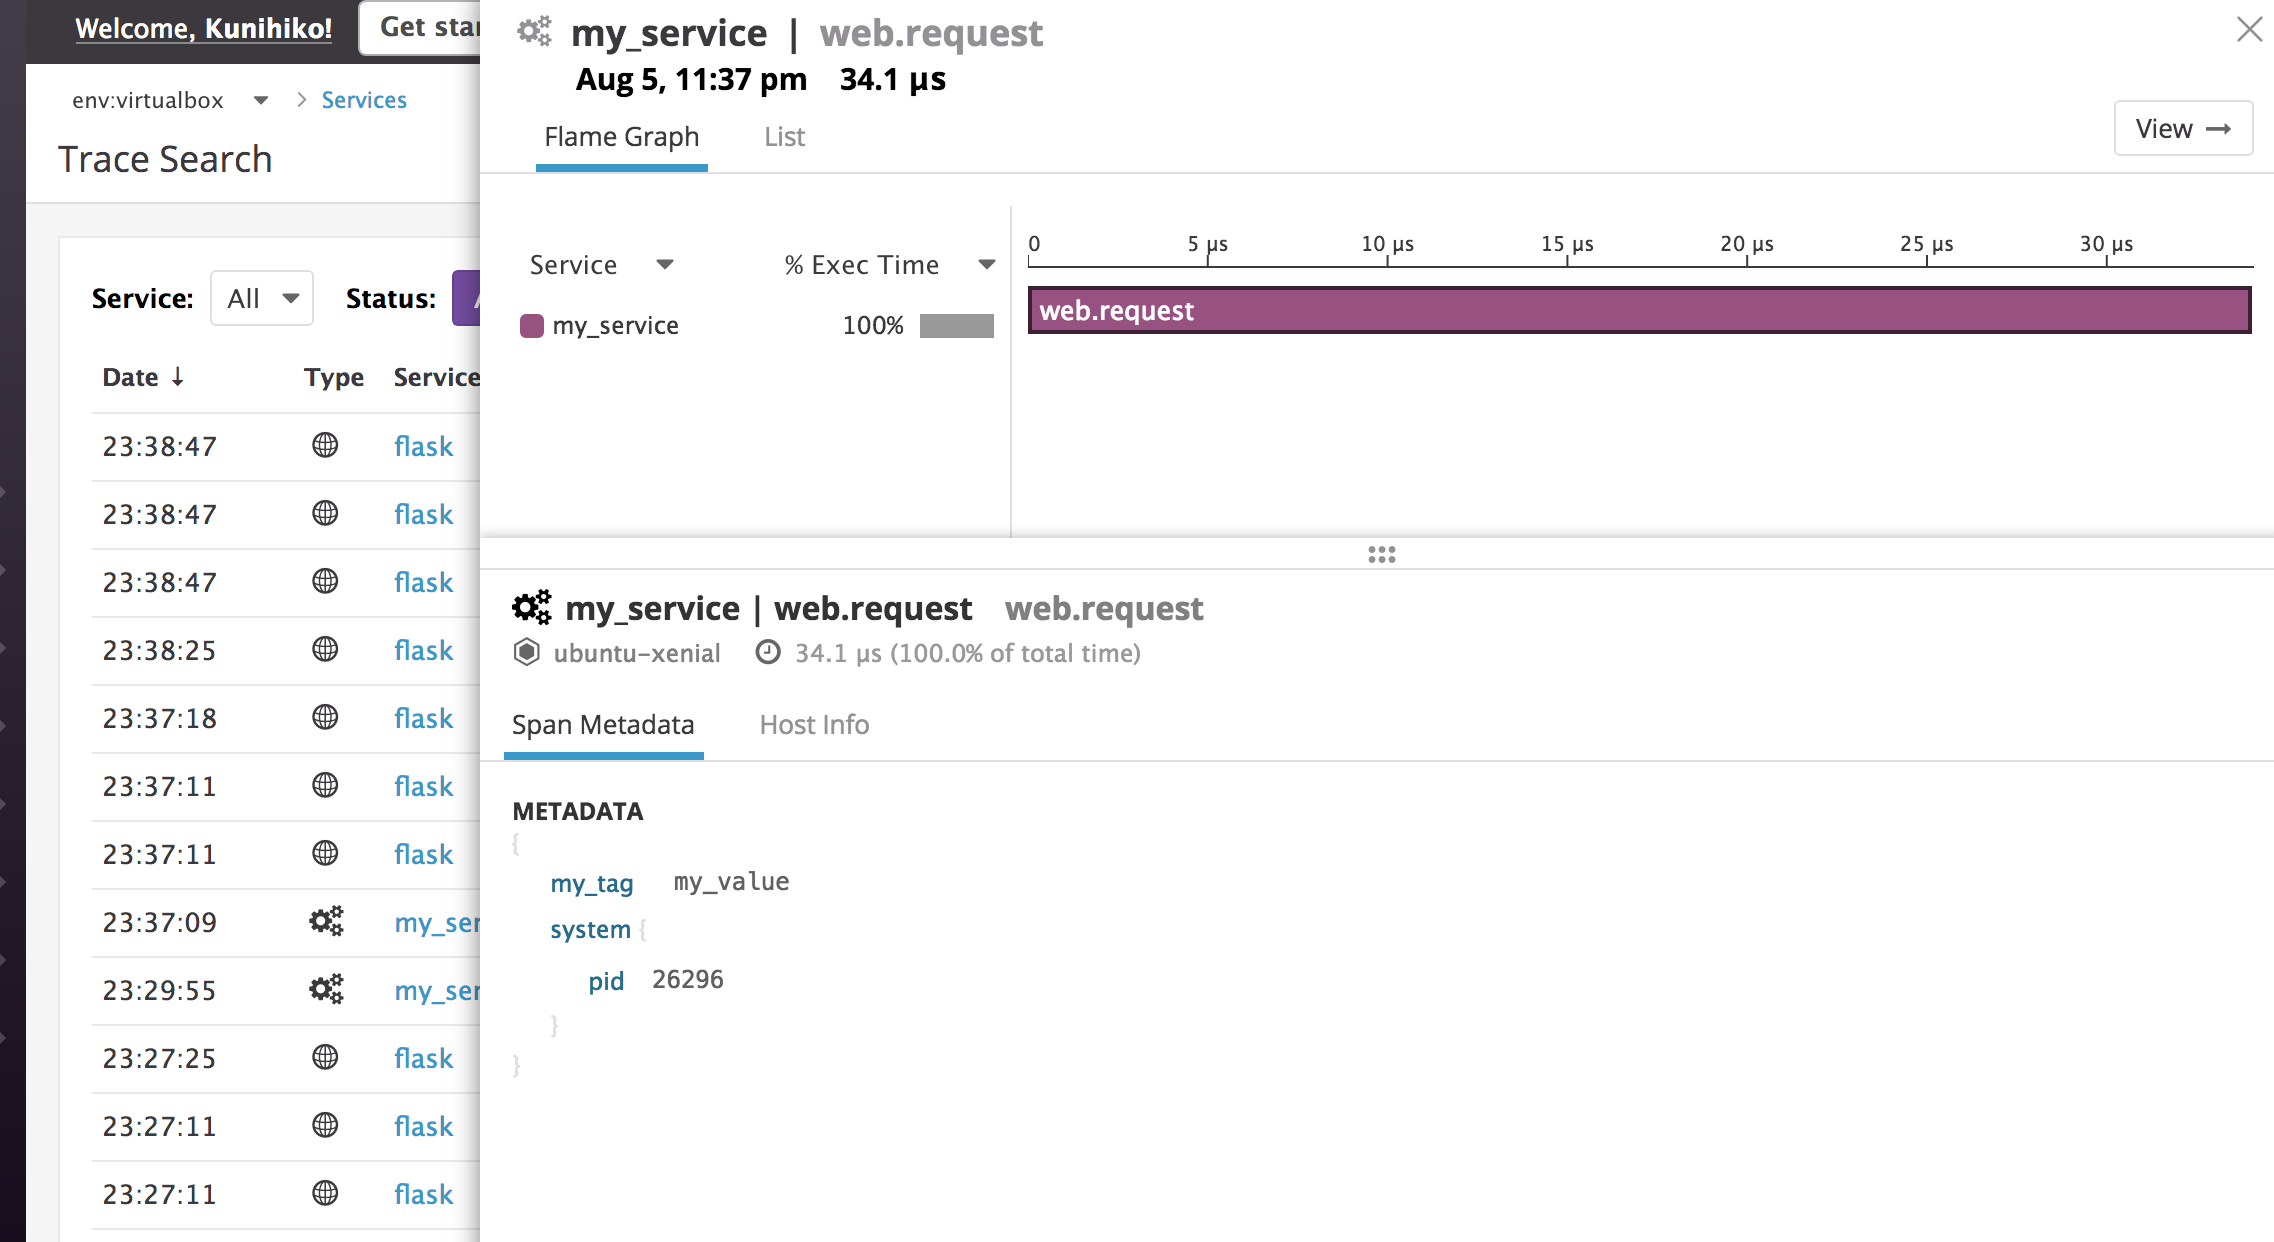 Welcome, Kunihiko!
env:virtualbox > Services
Trace Search
Service: All Status:
Date ↓ Type Service
23:38:47 flask
23:38:47 flask
23:38:47 flask
23:38:25 flask
23:37:18 flask
23:37:11 flask
23:37:11 flask
23:37:09 my_ser
23:29:55 my_ser
23:27:25 flask
23:27:11 flask
23:27:11 flask
my_service | web.request
Aug 5, 11:37 pm 34.1 µs
Flame Graph List
View →
Service % Exec Time
my_service 100%
0 5 µs 10 µs 15 µs 20 µs 25 µs 30 µs
web.request
my_service | web.request web.request
ubuntu-xenial 34.1 µs (100.0% of total time)
Span Metadata Host Info
METADATA
{
my_tag my_value
system {
pid 26296
}
}